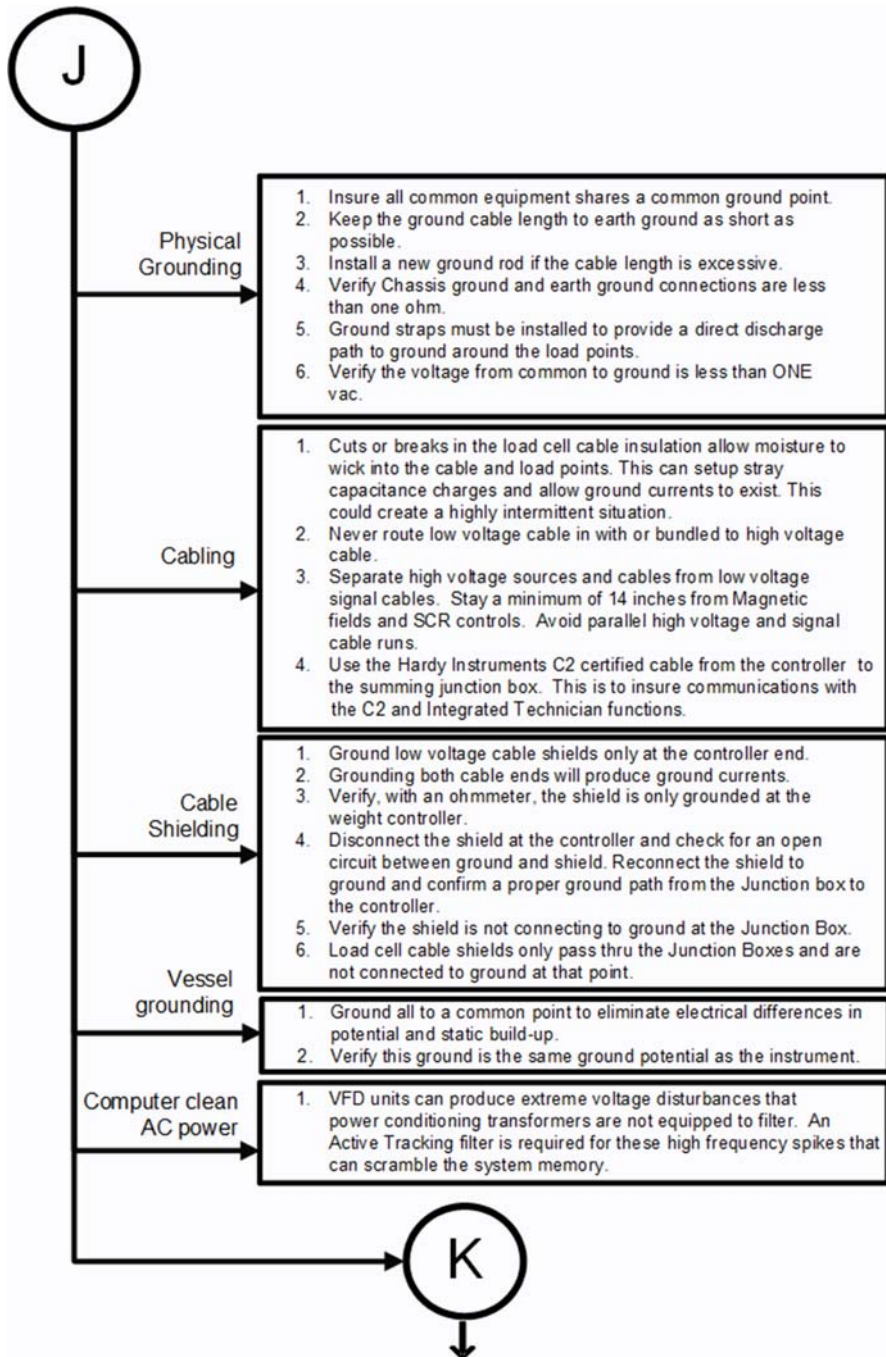 J
Physical
Grounding
1. Insure all common equipment shares a common ground point.
2. Keep the ground cable length to earth ground as short as
possible.
3. Install a new ground rod if the cable length is excessive.
4. Verify Chassis ground and earth ground connections are less
than one ohm.
5. Ground straps must be installed to provide a direct discharge
path to ground around the load points.
6. Verify the voltage from common to ground is less than ONE
vac.
Cabling
1. Cuts or breaks in the load cell cable insulation allow moisture to
wick into the cable and load points. This can setup stray
capacitance charges and allow ground currents to exist. This
could create a highly intermittent situation.
2. Never route low voltage cable in with or bundled to high voltage
cable.
3. Separate high voltage sources and cables from low voltage
signal cables. Stay a minimum of 14 inches from Magnetic
fields and SCR controls. Avoid parallel high voltage and signal
cable runs.
4. Use the Hardy Instruments C2 certified cable from the controller to
the summing junction box. This is to insure communications with
the C2 and Integrated Technician functions.
Cable
Shielding
1. Ground low voltage cable shields only at the controller end.
2. Grounding both cable ends will produce ground currents.
3. Verify, with an ohmmeter, the shield is only grounded at the
weight controller.
4. Disconnect the shield at the controller and check for an open
circuit between ground and shield. Reconnect the shield to
ground and confirm a proper ground path from the Junction box to
the controller.
5. Verify the shield is not connecting to ground at the Junction Box.
6. Load cell cable shields only pass thru the Junction Boxes and are
not connected to ground at that point.
Vessel
grounding
1. Ground all to a common point to eliminate electrical differences in
potential and static build-up.
2. Verify this ground is the same ground potential as the instrument.
Computer clean
AC power
1. VFD units can produce extreme voltage disturbances that
power conditioning transformers are not equipped to filter. An
Active Tracking filter is required for these high frequency spikes that
can scramble the system memory.
K